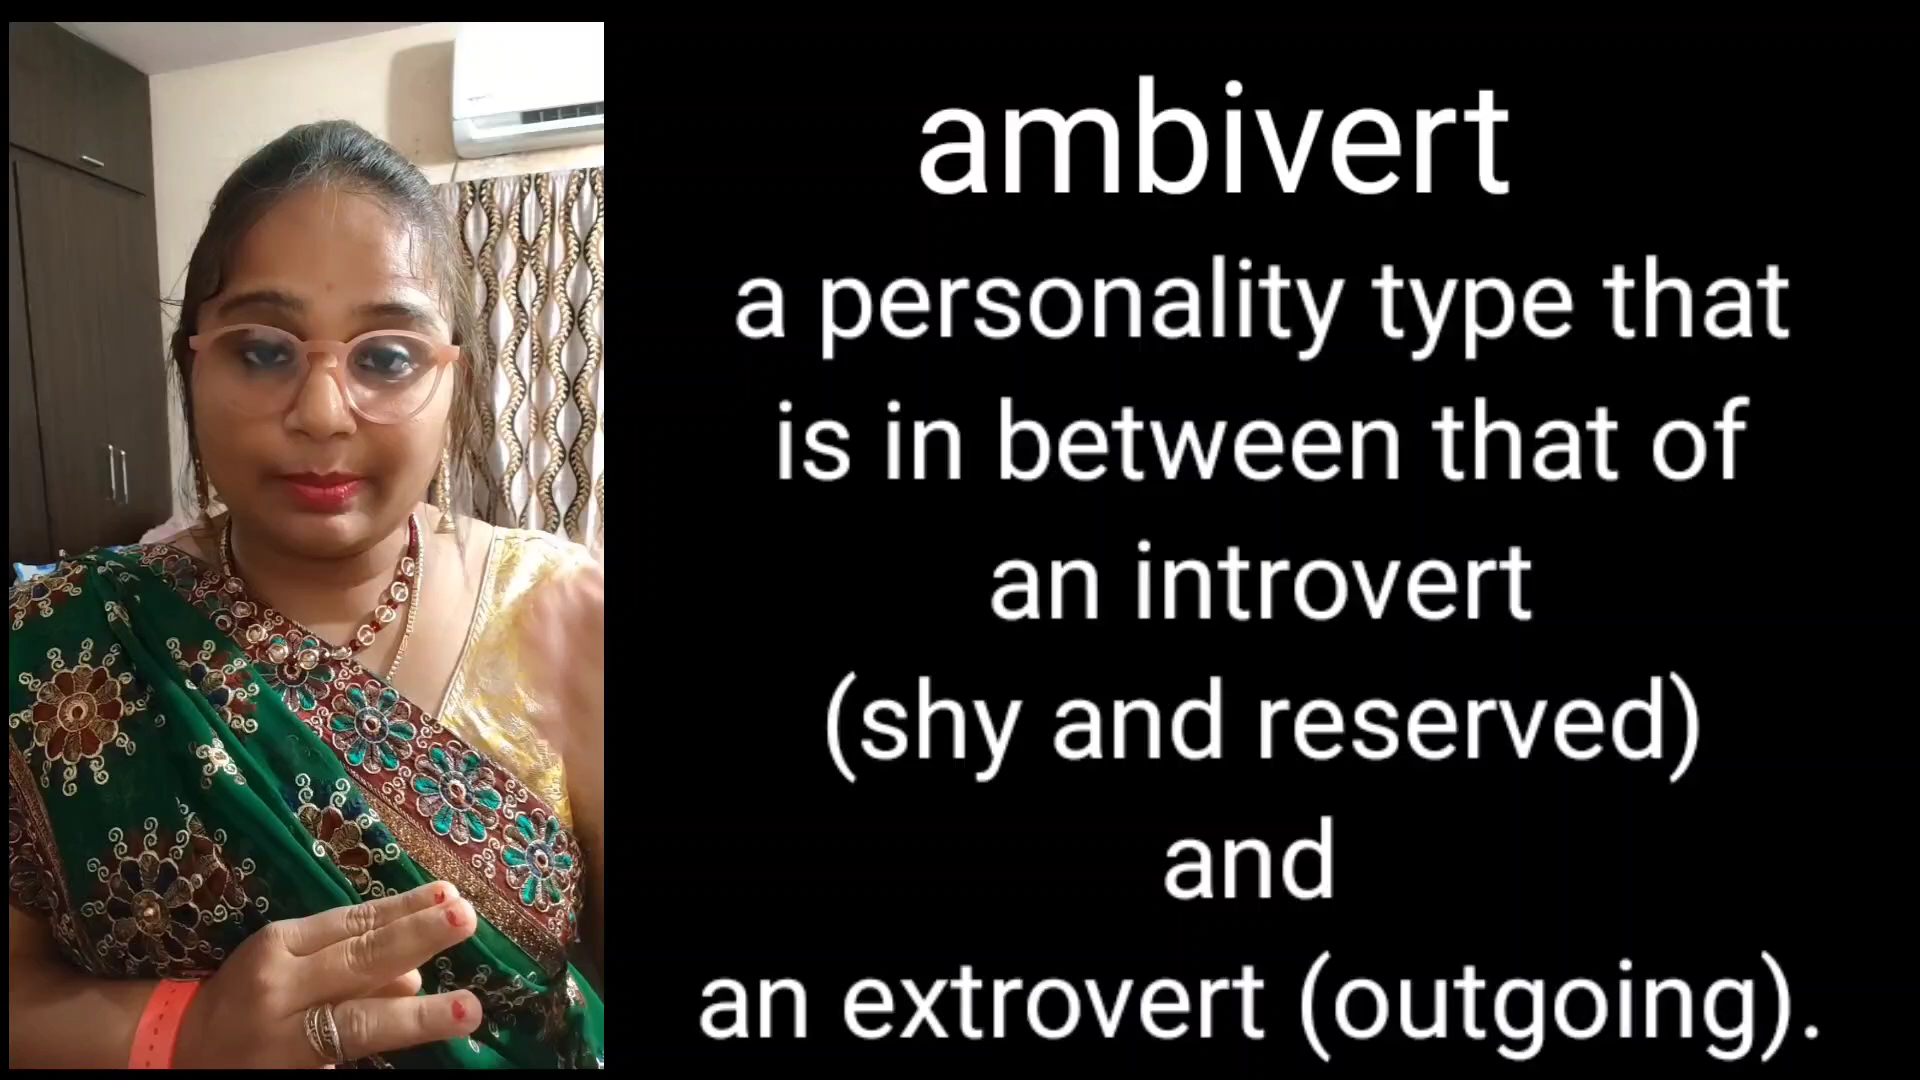 ambivert
a personality type that
is in between that of
an introvert
(shy and reserved)
and
an extrovert (outgoing).